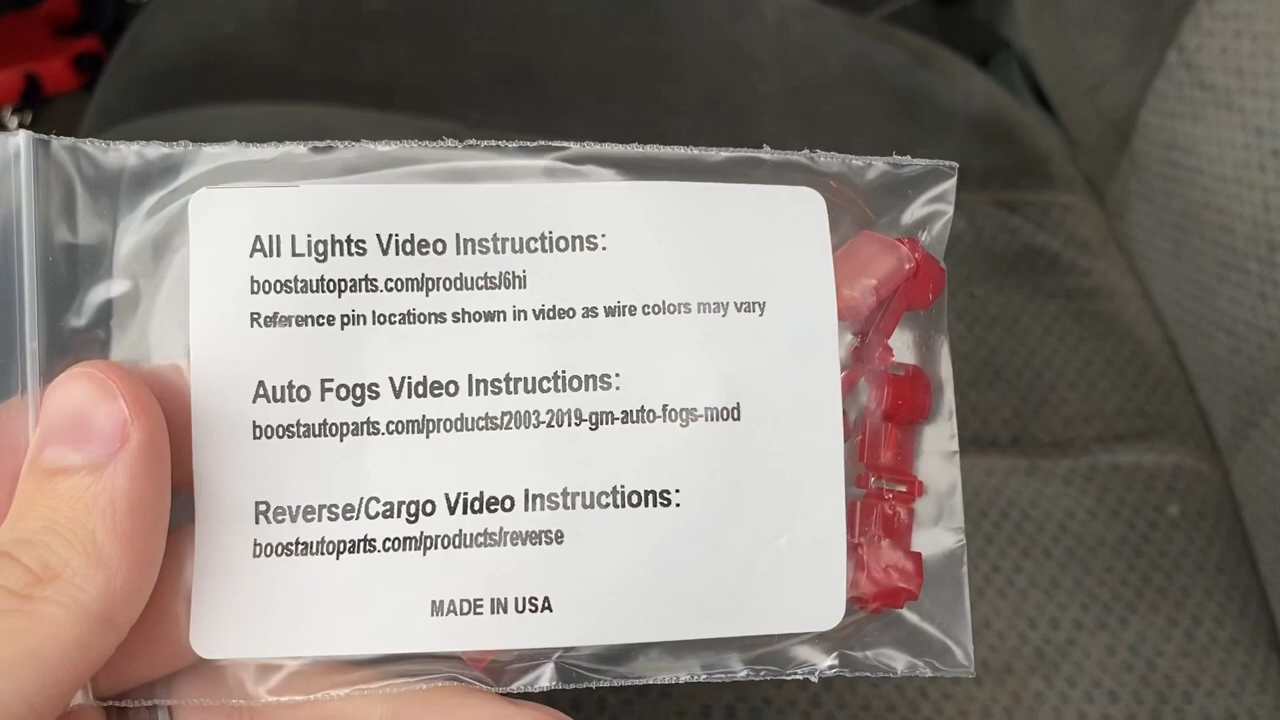 All Lights Video Instructions:
boostautoparts.com/products/6hi
Reference pin locations shown in video as wire colors may vary
Auto Fogs Video Instructions:
boostautoparts.com/products/2003-2019-gm-auto-fogs-mod
Reverse/Cargo Video Instructions:
boostautoparts.com/products/reverse
MADE IN USA